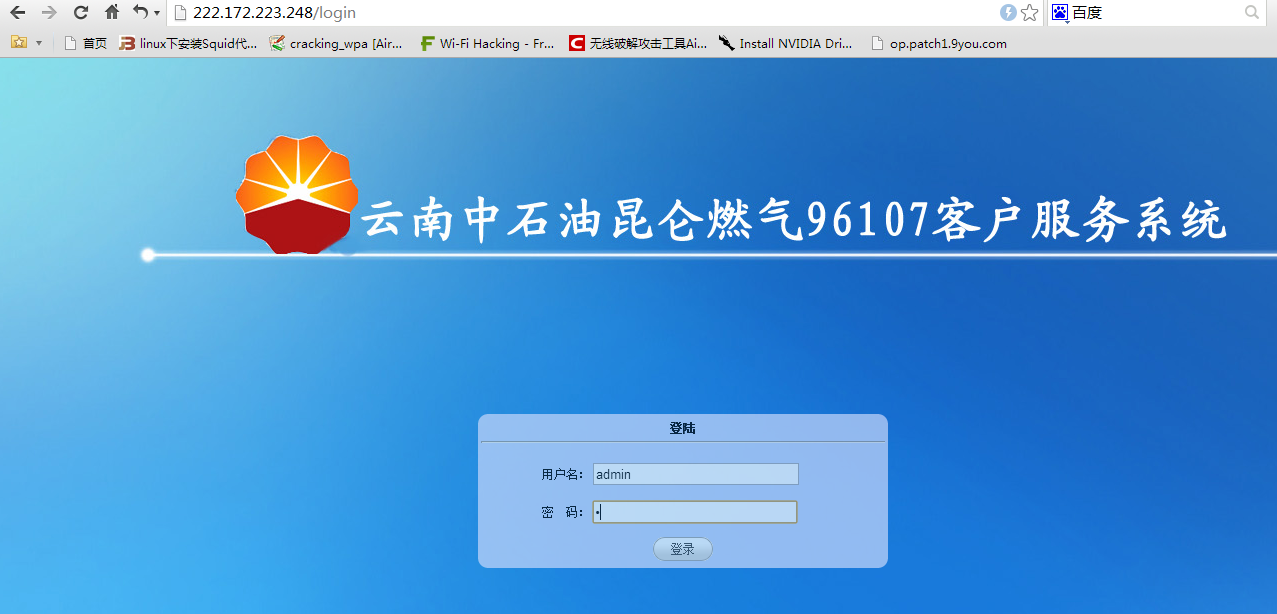 222.172.223.248/login
百度
首页
linux下安装Squid代...
cracking_wpa [Air...
Wi-Fi Hacking - Fr...
无线破解攻击工具Ai...
Install NVIDIA Dri...
op.patch1.9you.com
云南中石油昆仑燃气96107客户服务系统
登陆
用户名: admin
密 码: •
登录